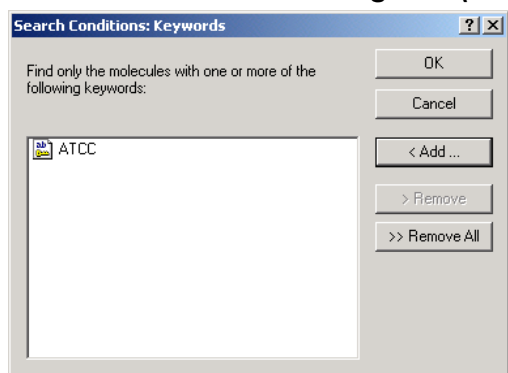 Search Conditions: Keywords
Find only the molecules with one or more of the
following keywords:
OK
Cancel
ATCC
< Add ...
> Remove
>> Remove All